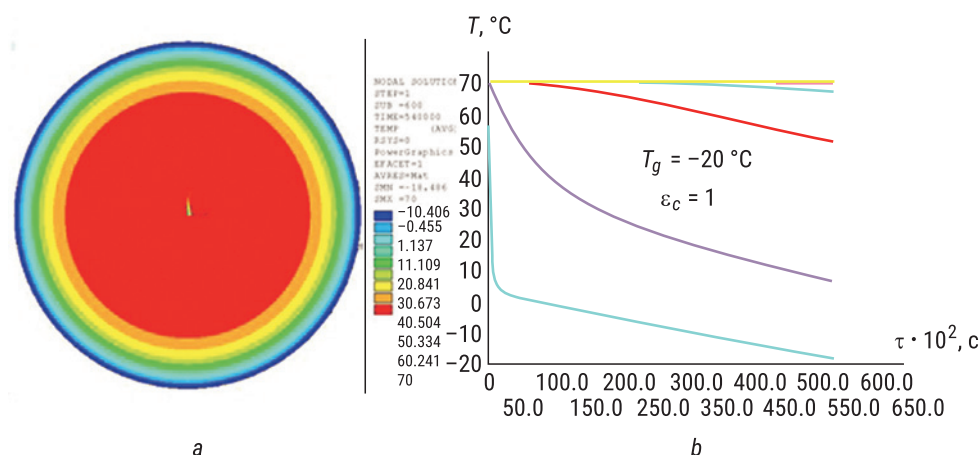 NODAL SOLUTION
STEP=1
SUB =600
TIME=540000
TEMP (AVG)
RSYS=0
PowerGraphics
EFACET=1
AVRES=Mat
SMN =-18.486
SMX =70
−10.406
−0.455
1.137
11.109
20.841
30.673
40.504
50.334
60.241
70
a
T, °C
70
60
50
40
30
20
10
0
−10
−20
T_g = −20 °C
ε_c = 1
τ · 10², c
0 100.0 200.0 300.0 400.0 500.0 600.0
50.0 150.0 250.0 350.0 450.0 550.0 650.0
b